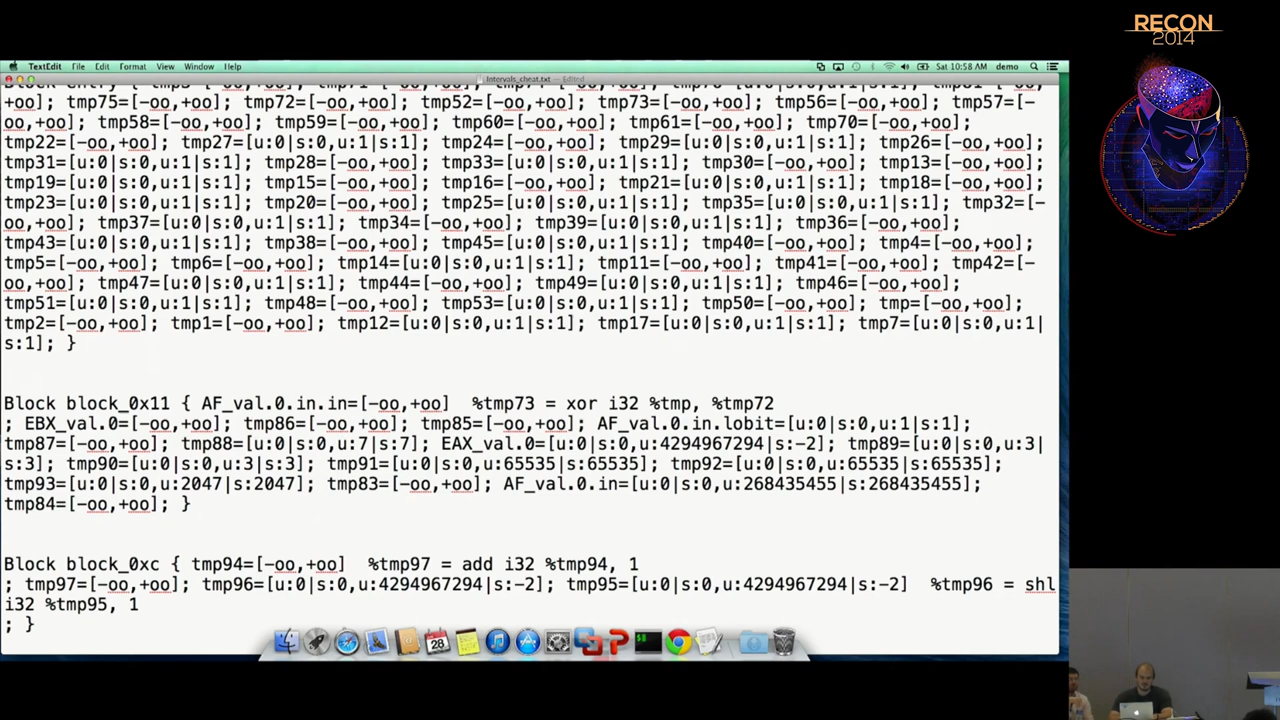 RECON
2014
TextEdit File Edit Format View Window Help
Sat 10:58 AM demo
Intervals_cheat.txt — Edited
+oo]; tmp75=[-oo,+oo]; tmp72=[-oo,+oo]; tmp52=[-oo,+oo]; tmp73=[-oo,+oo]; tmp56=[-oo,+oo]; tmp57=[-
oo,+oo]; tmp58=[-oo,+oo]; tmp59=[-oo,+oo]; tmp60=[-oo,+oo]; tmp61=[-oo,+oo]; tmp70=[-oo,+oo];
tmp22=[-oo,+oo]; tmp27=[u:0|s:0,u:1|s:1]; tmp24=[-oo,+oo]; tmp29=[u:0|s:0,u:1|s:1]; tmp26=[-oo,+oo];
tmp31=[u:0|s:0,u:1|s:1]; tmp28=[-oo,+oo]; tmp33=[u:0|s:0,u:1|s:1]; tmp30=[-oo,+oo]; tmp13=[-oo,+oo];
tmp19=[u:0|s:0,u:1|s:1]; tmp15=[-oo,+oo]; tmp16=[-oo,+oo]; tmp21=[u:0|s:0,u:1|s:1]; tmp18=[-oo,+oo];
tmp23=[u:0|s:0,u:1|s:1]; tmp20=[-oo,+oo]; tmp25=[u:0|s:0,u:1|s:1]; tmp35=[u:0|s:0,u:1|s:1]; tmp32=[-
oo,+oo]; tmp37=[u:0|s:0,u:1|s:1]; tmp34=[-oo,+oo]; tmp39=[u:0|s:0,u:1|s:1]; tmp36=[-oo,+oo];
tmp43=[u:0|s:0,u:1|s:1]; tmp38=[-oo,+oo]; tmp45=[u:0|s:0,u:1|s:1]; tmp40=[-oo,+oo]; tmp4=[-oo,+oo];
tmp5=[-oo,+oo]; tmp6=[-oo,+oo]; tmp14=[u:0|s:0,u:1|s:1]; tmp11=[-oo,+oo]; tmp41=[-oo,+oo]; tmp42=[-
oo,+oo]; tmp47=[u:0|s:0,u:1|s:1]; tmp44=[-oo,+oo]; tmp49=[u:0|s:0,u:1|s:1]; tmp46=[-oo,+oo];
tmp51=[u:0|s:0,u:1|s:1]; tmp48=[-oo,+oo]; tmp53=[u:0|s:0,u:1|s:1]; tmp50=[-oo,+oo]; tmp=[-oo,+oo];
tmp2=[-oo,+oo]; tmp1=[-oo,+oo]; tmp12=[u:0|s:0,u:1|s:1]; tmp17=[u:0|s:0,u:1|s:1]; tmp7=[u:0|s:0,u:1|
s:1]; }
Block block_0x11 { AF_val.0.in.in=[-oo,+oo]  %tmp73 = xor i32 %tmp, %tmp72
; EBX_val.0=[-oo,+oo]; tmp86=[-oo,+oo]; tmp85=[-oo,+oo]; AF_val.0.in.lobit=[u:0|s:0,u:1|s:1];
tmp87=[-oo,+oo]; tmp88=[u:0|s:0,u:7|s:7]; EAX_val.0=[u:0|s:0,u:4294967294|s:-2]; tmp89=[u:0|s:0,u:3|
s:3]; tmp90=[u:0|s:0,u:3|s:3]; tmp91=[u:0|s:0,u:65535|s:65535]; tmp92=[u:0|s:0,u:65535|s:65535];
tmp93=[u:0|s:0,u:2047|s:2047]; tmp83=[-oo,+oo]; AF_val.0.in=[u:0|s:0,u:268435455|s:268435455];
tmp84=[-oo,+oo]; }
Block block_0xc { tmp94=[-oo,+oo]  %tmp97 = add i32 %tmp94, 1
; tmp97=[-oo,+oo]; tmp96=[u:0|s:0,u:4294967294|s:-2]; tmp95=[u:0|s:0,u:4294967294|s:-2]  %tmp96 = shl
i32 %tmp95, 1
; }
28